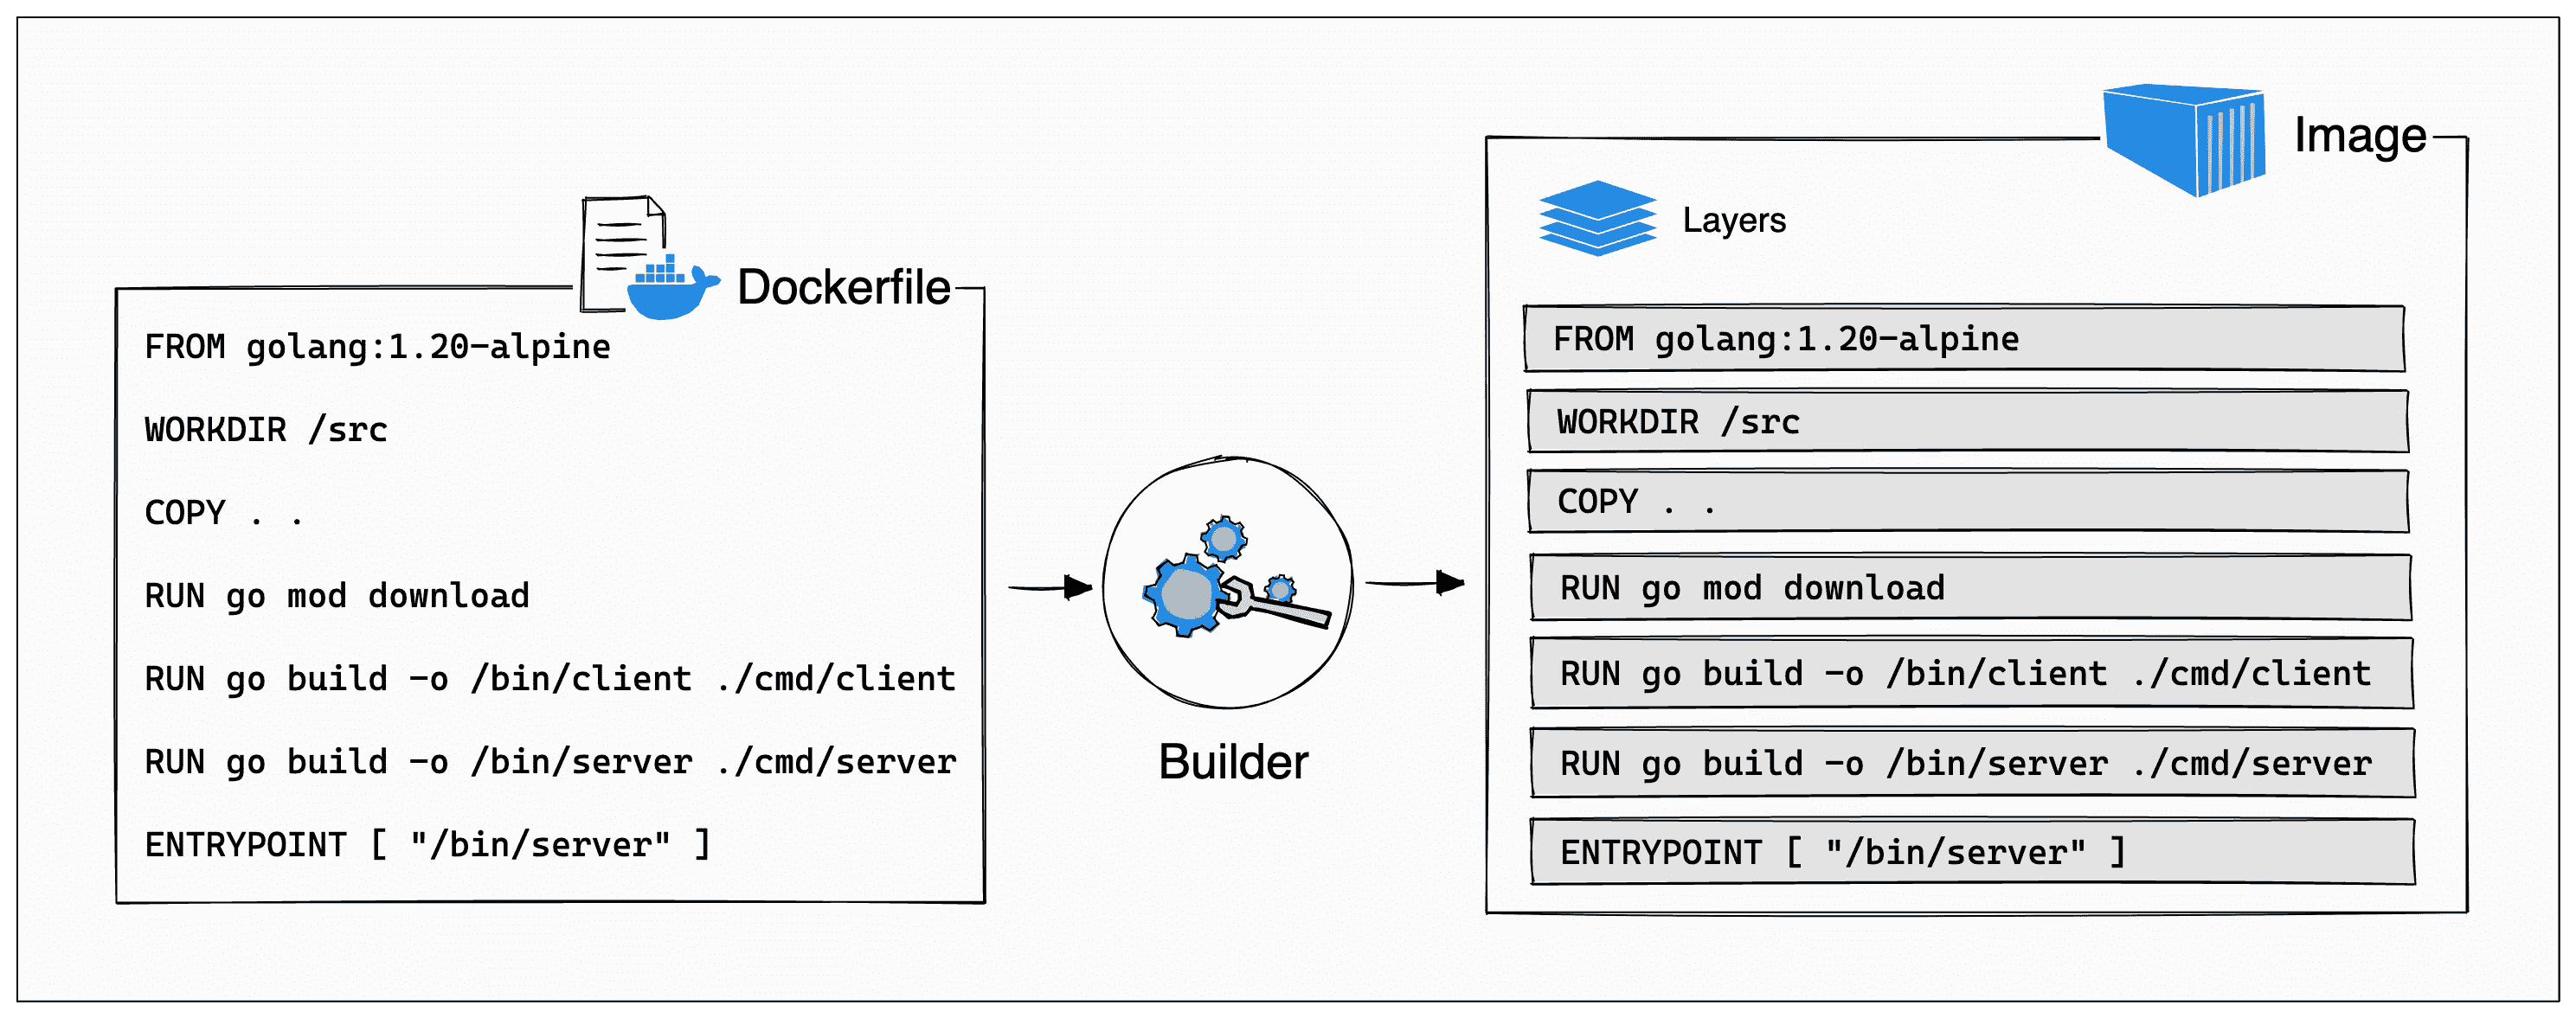 Dockerfile
FROM golang:1.20-alpine
WORKDIR /src
COPY . .
RUN go mod download
RUN go build -o /bin/client ./cmd/client
RUN go build -o /bin/server ./cmd/server
ENTRYPOINT [ "/bin/server" ]
Builder
Image
Layers
FROM golang:1.20-alpine
WORKDIR /src
COPY . .
RUN go mod download
RUN go build -o /bin/client ./cmd/client
RUN go build -o /bin/server ./cmd/server
ENTRYPOINT [ "/bin/server" ]